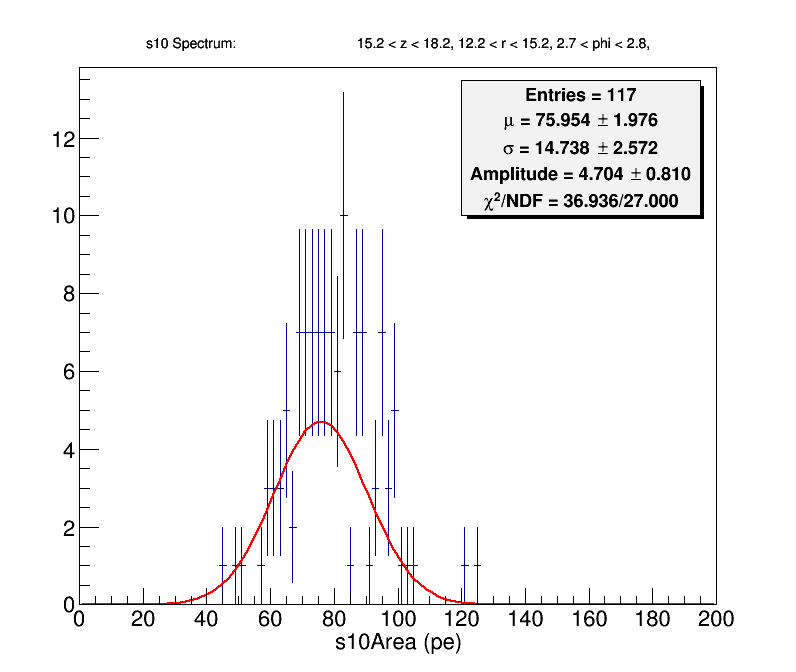 s10 Spectrum: 15.2 < z < 18.2, 12.2 < r < 15.2, 2.7 < phi < 2.8,
Entries = 117
μ = 75.954 ± 1.976
σ = 14.738 ± 2.572
Amplitude = 4.704 ± 0.810
χ²/NDF = 36.936/27.000
12
10
8
6
4
2
0
0 20 40 60 80 100 120 140 160 180 200
s10Area (pe)